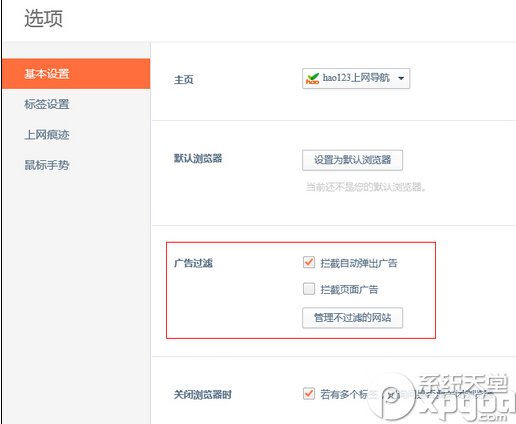 选项
基本设置
标签设置
上网痕迹
鼠标手势
主页
hao123上网导航
默认浏览器
设置为默认浏览器
当前还不是您的默认浏览器。
广告过滤
拦截自动弹出广告
拦截页面广告
管理不过滤的网站
关闭浏览器时
若有多个标签
系统天堂